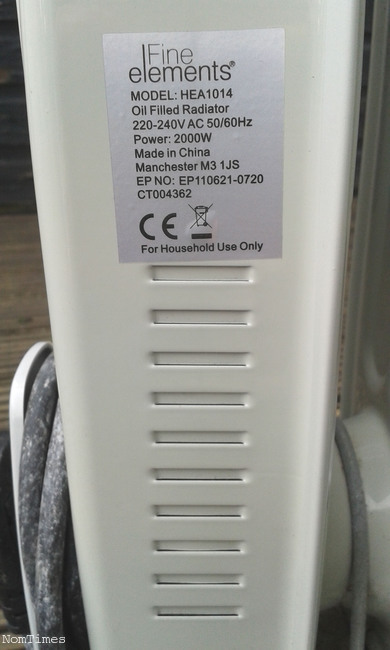 Fine
elements®
MODEL: HEA1014
Oil Filled Radiator
220-240V AC 50/60Hz
Power: 2000W
Made in China
Manchester M3 1JS
EP NO: EP110621-0720
CT004362
CE
For Household Use Only
NomTimes